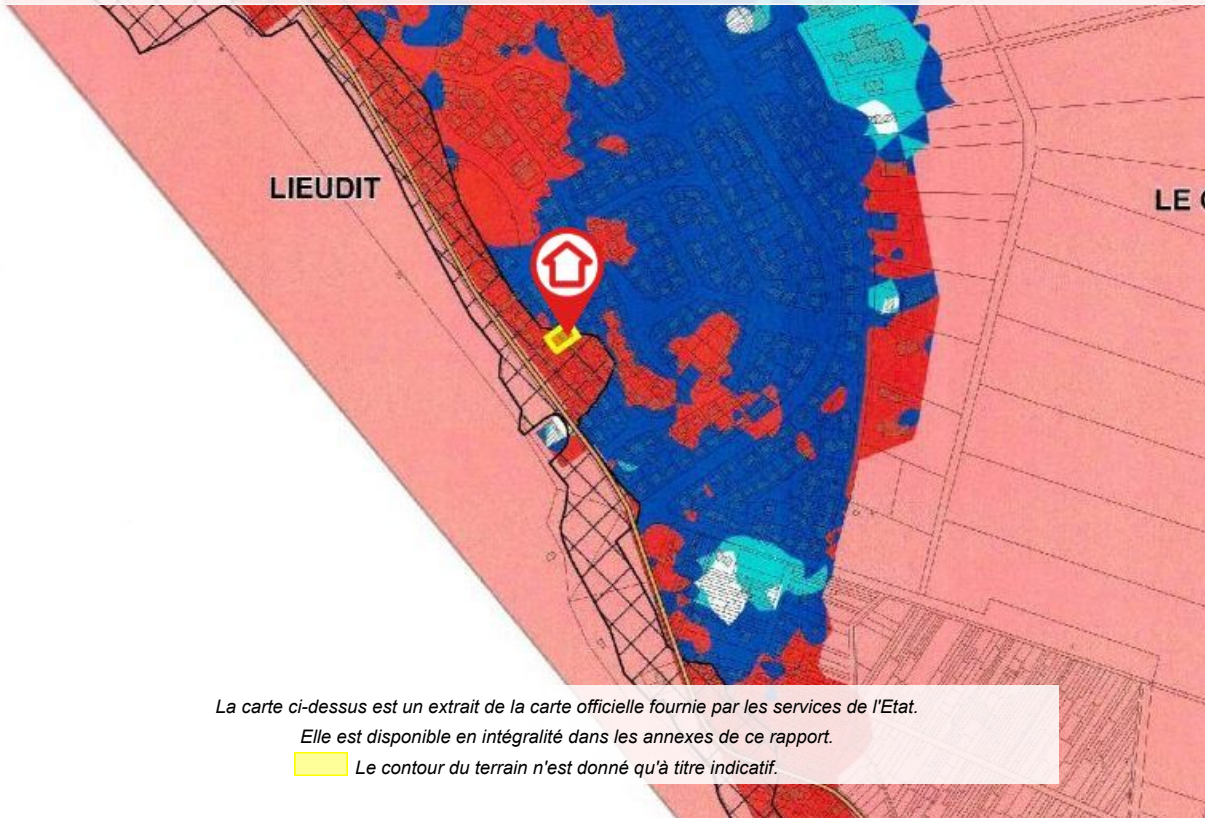 LIEUDIT
LE
La carte ci-dessus est un extrait de la carte officielle fournie par les services de l'Etat.
Elle est disponible en intégralité dans les annexes de ce rapport.
Le contour du terrain n'est donné qu'à titre indicatif.